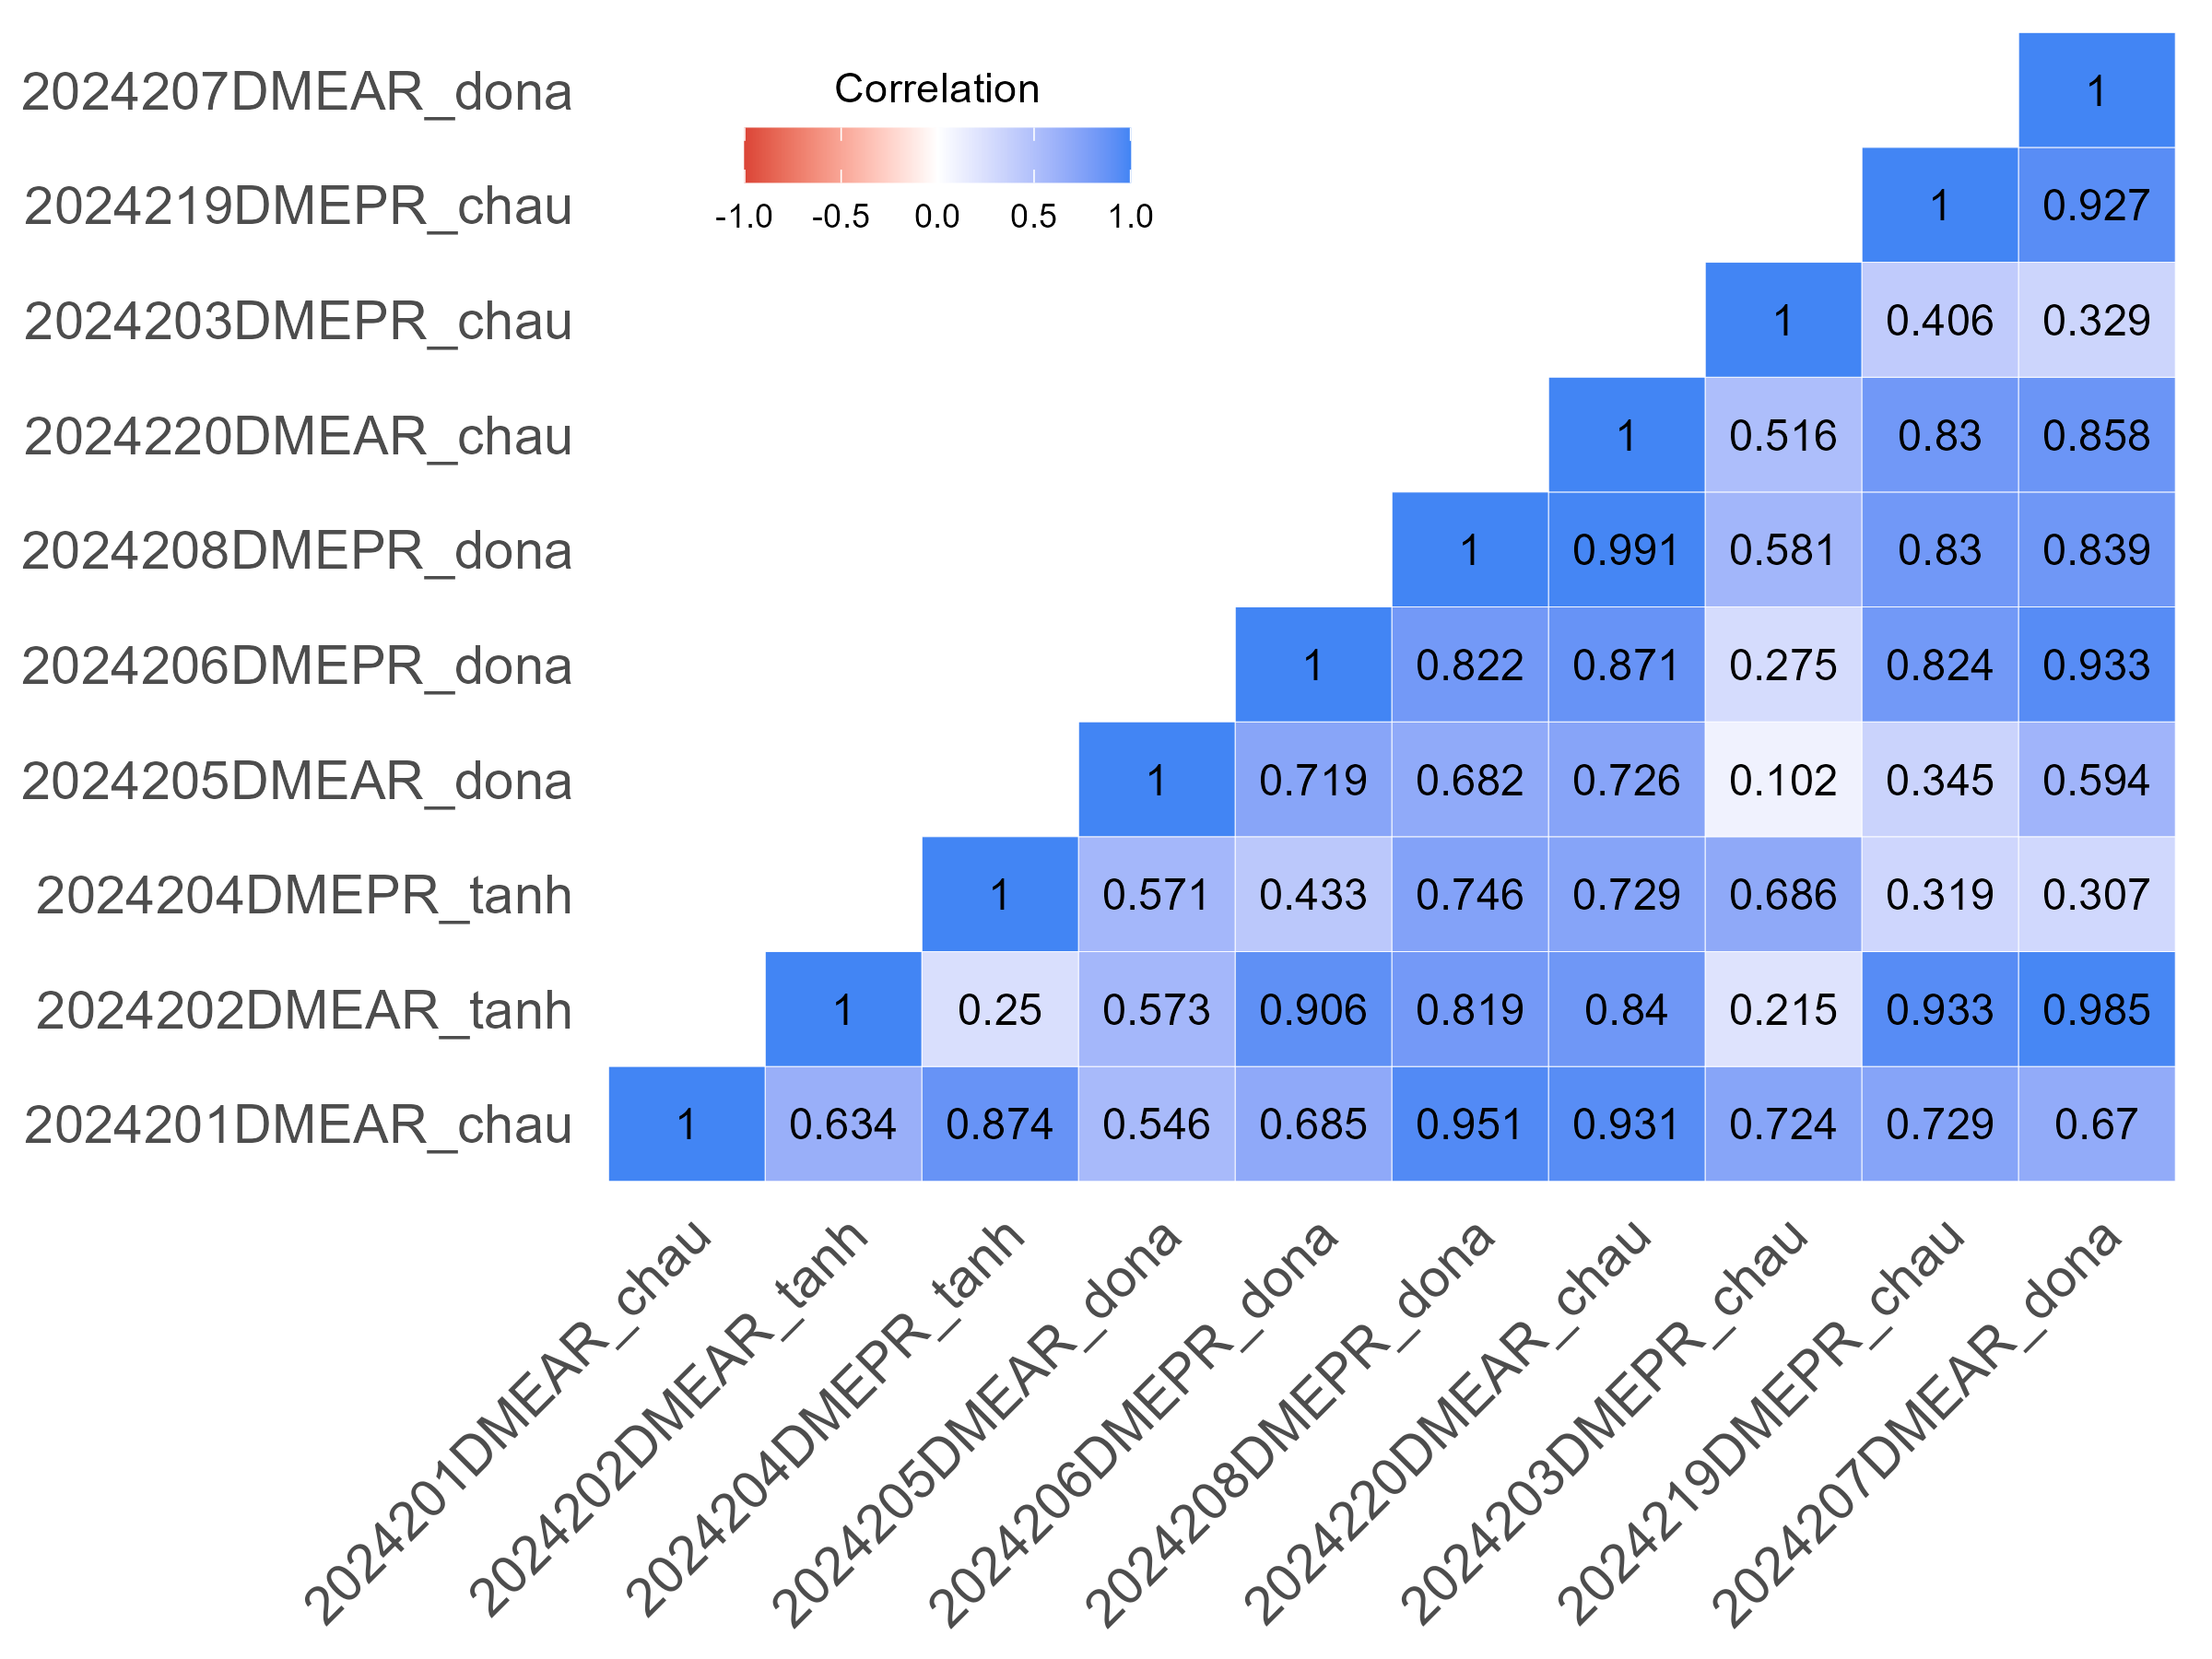 Correlation
-1.0 -0.5 0.0 0.5 1.0
2024207DMEAR_dona 1
2024219DMEPR_chau 1 0.927
2024203DMEPR_chau 1 0.406 0.329
2024220DMEAR_chau 1 0.516 0.83 0.858
2024208DMEPR_dona 1 0.991 0.581 0.83 0.839
2024206DMEPR_dona 1 0.822 0.871 0.275 0.824 0.933
2024205DMEAR_dona 1 0.719 0.682 0.726 0.102 0.345 0.594
2024204DMEPR_tanh 1 0.571 0.433 0.746 0.729 0.686 0.319 0.307
2024202DMEAR_tanh 1 0.25 0.573 0.906 0.819 0.84 0.215 0.933 0.985
2024201DMEAR_chau 1 0.634 0.874 0.546 0.685 0.951 0.931 0.724 0.729 0.67
2024201DMEAR_chau
2024202DMEAR_tanh
2024204DMEPR_tanh
2024205DMEAR_dona
2024206DMEPR_dona
2024208DMEPR_dona
2024220DMEAR_chau
2024203DMEPR_chau
2024219DMEPR_chau
2024207DMEAR_dona